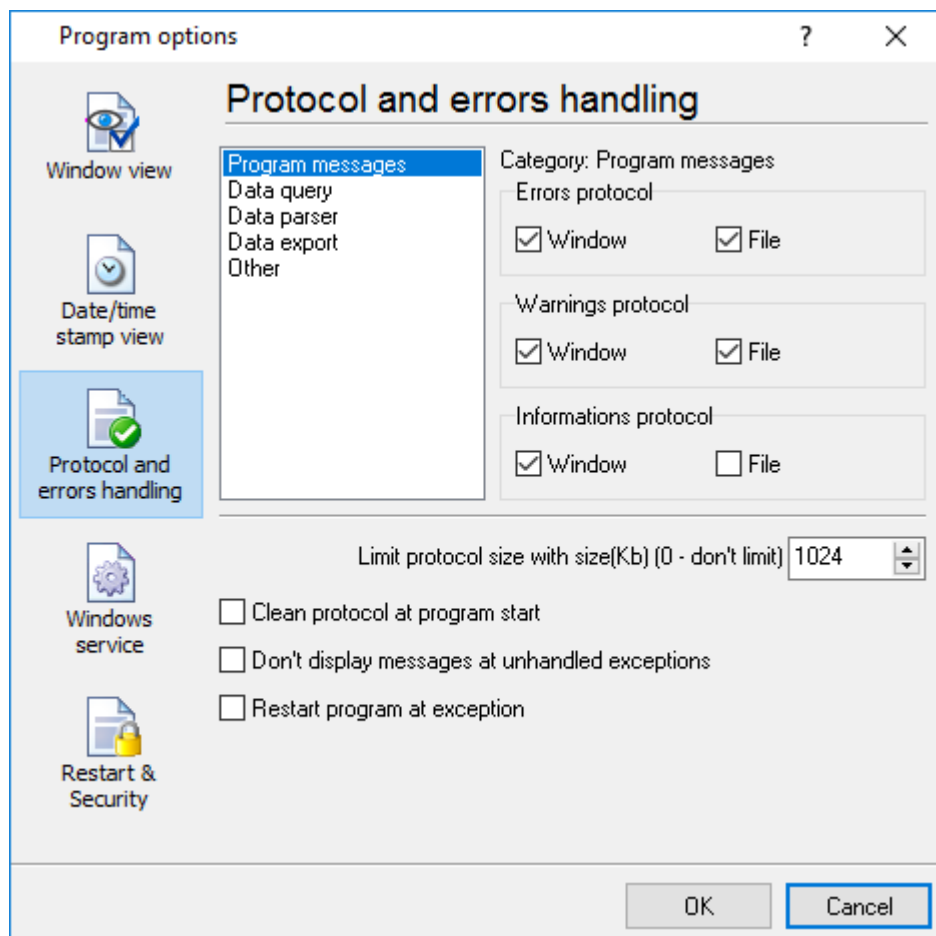 Program options
?
Window view
Date/time
stamp view
Protocol and
errors handling
Windows
service
Restart &
Security
Protocol and errors handling
Program messages
Data query
Data parser
Data export
Other
Category: Program messages
Errors protocol
Window File
Warnings protocol
Window File
Informations protocol
Window File
Limit protocol size with size(Kb) (0 - don't limit) 1024
Clean protocol at program start
Don't display messages at unhandled exceptions
Restart program at exception
OK Cancel